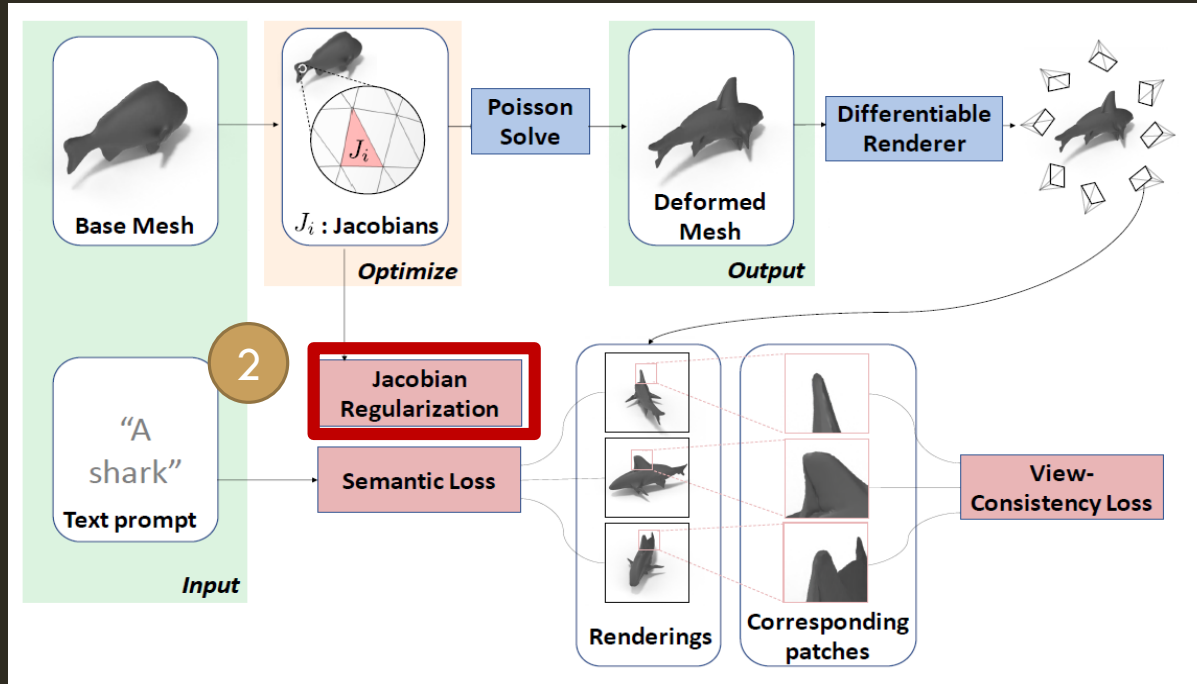 Base Mesh
J_i
J_i : Jacobians
Optimize
Poisson
Solve
Deformed
Mesh
Output
Differentiable
Renderer
2
“A
shark”
Text prompt
Input
Jacobian
Regularization
Semantic Loss
Renderings
Corresponding
patches
View-
Consistency Loss